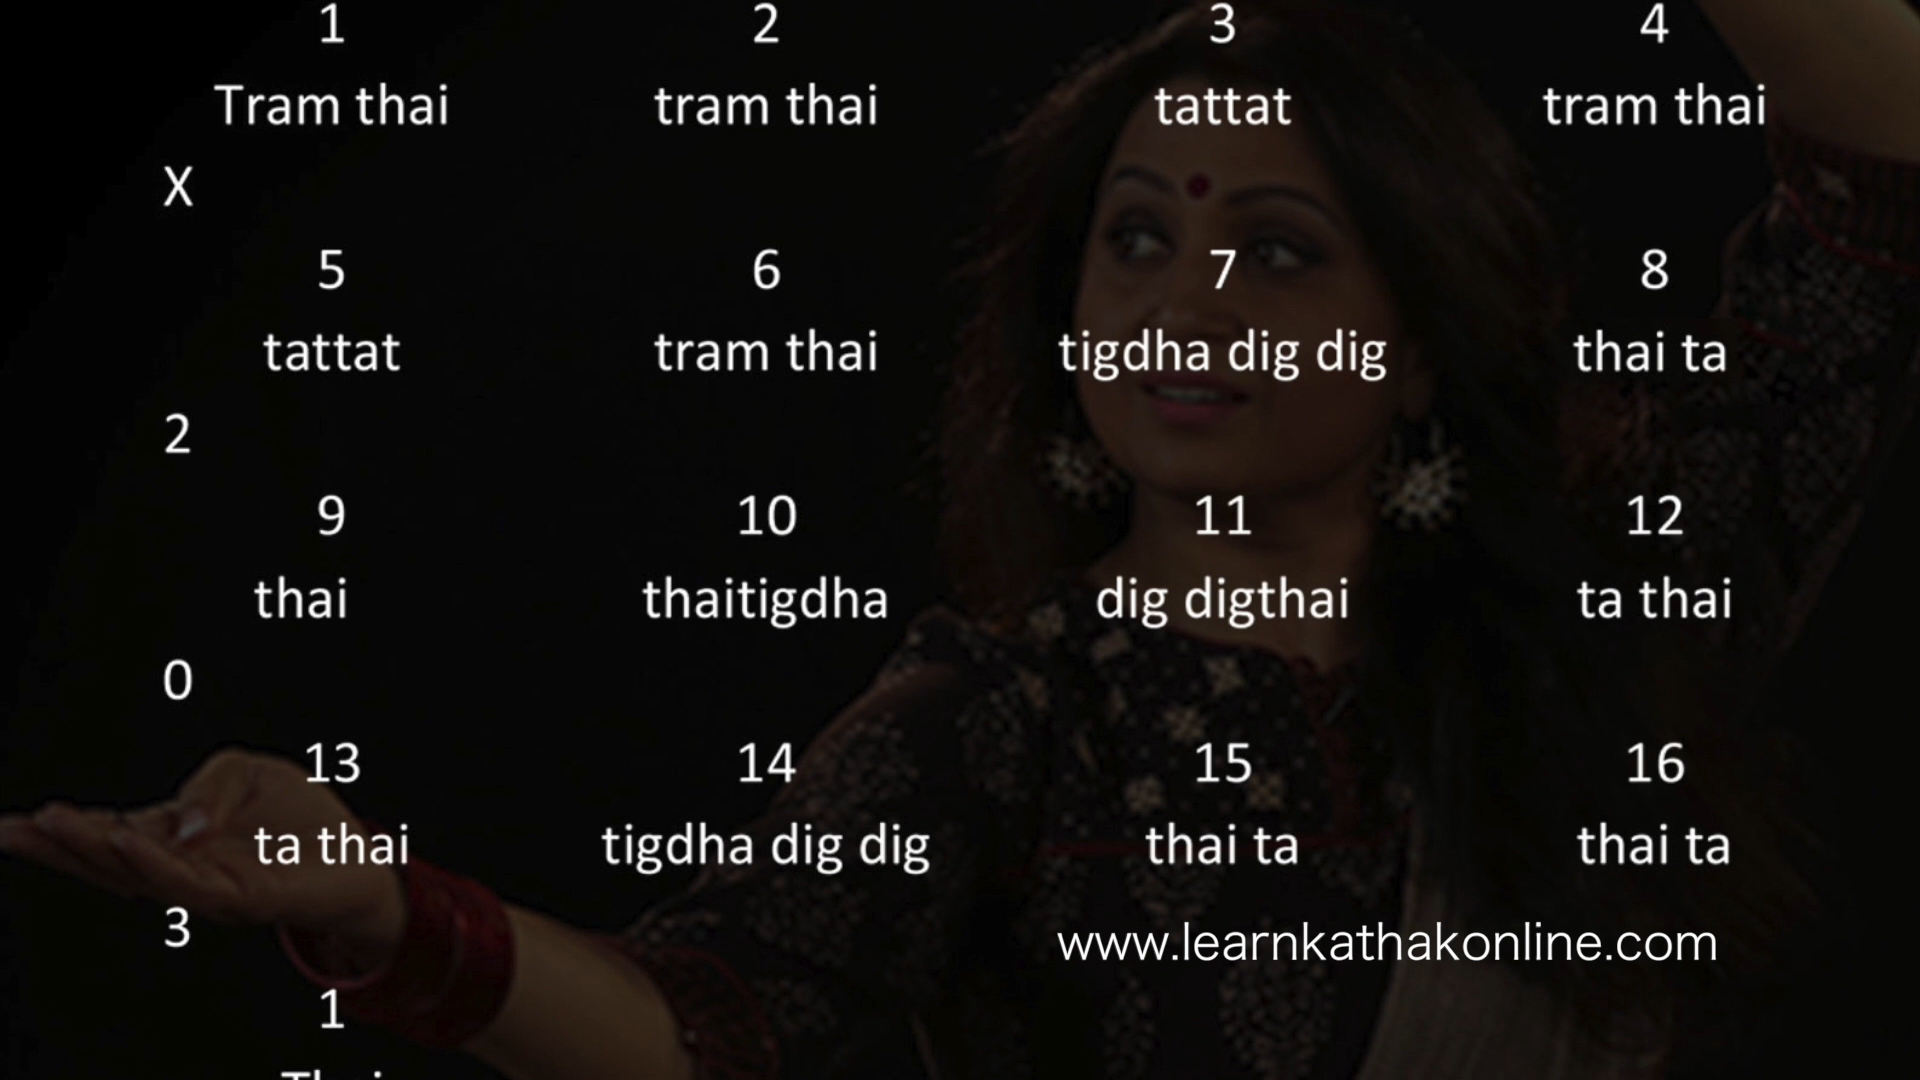 1 2 3 4
Tram thai tram thai tattat tram thai
X
5 6 7 8
tattat tram thai tigdha dig dig thai ta
2
9 10 11 12
thai thaitigdha dig digthai ta thai
0
13 14 15 16
ta thai tigdha dig dig thai ta thai ta
3
www.learnkathakonline.com
1